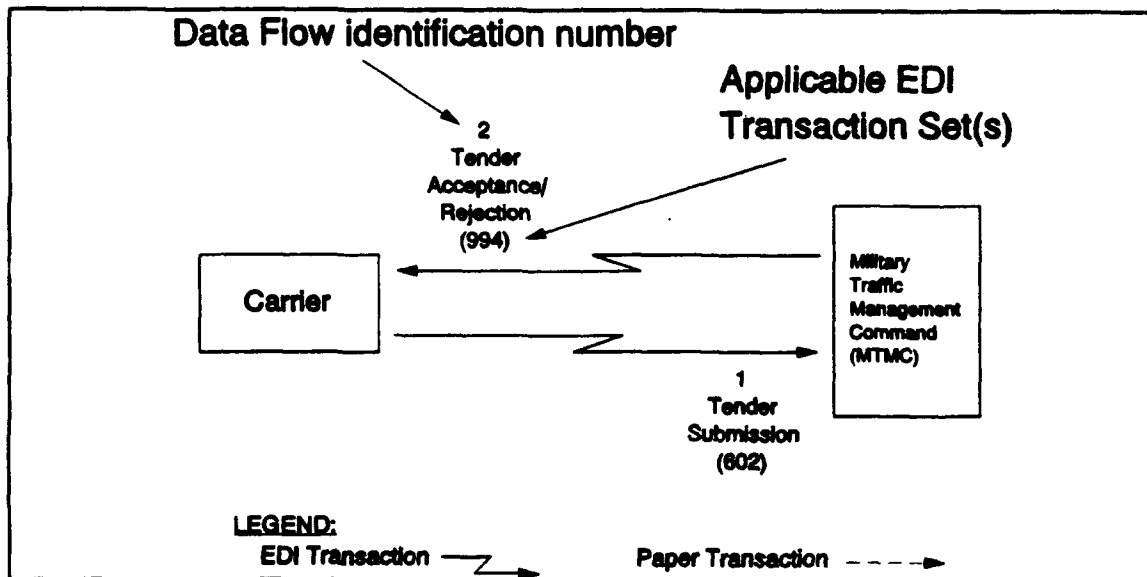 Data Flow identification number
Applicable EDI
Transaction Set(s)
2
Tender
Acceptance/
Rejection
(994)
Carrier
Military
Traffic
Management
Command
(MTMC)
1
Tender
Submission
(602)
LEGEND:
EDI Transaction
Paper Transaction